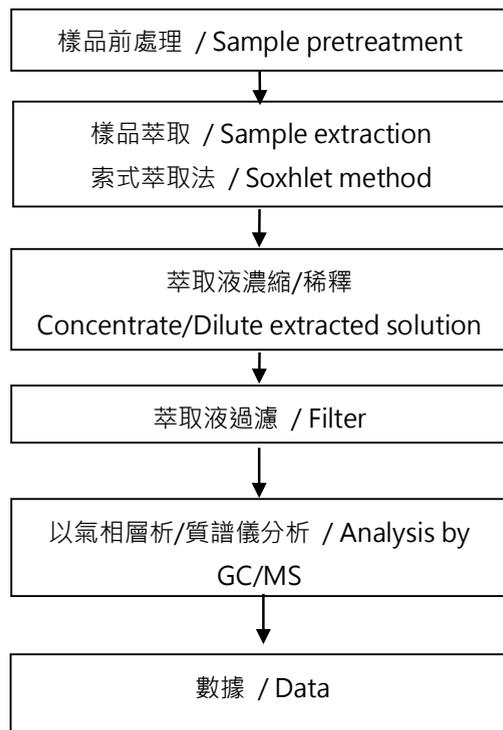 樣品前處理 / Sample pretreatment
樣品萃取 / Sample extraction
索式萃取法 / Soxhlet method
萃取液濃縮/稀釋
Concentrate/Dilute extracted solution
萃取液過濾 / Filter
以氣相層析/質譜儀分析 / Analysis by
GC/MS
數據 / Data